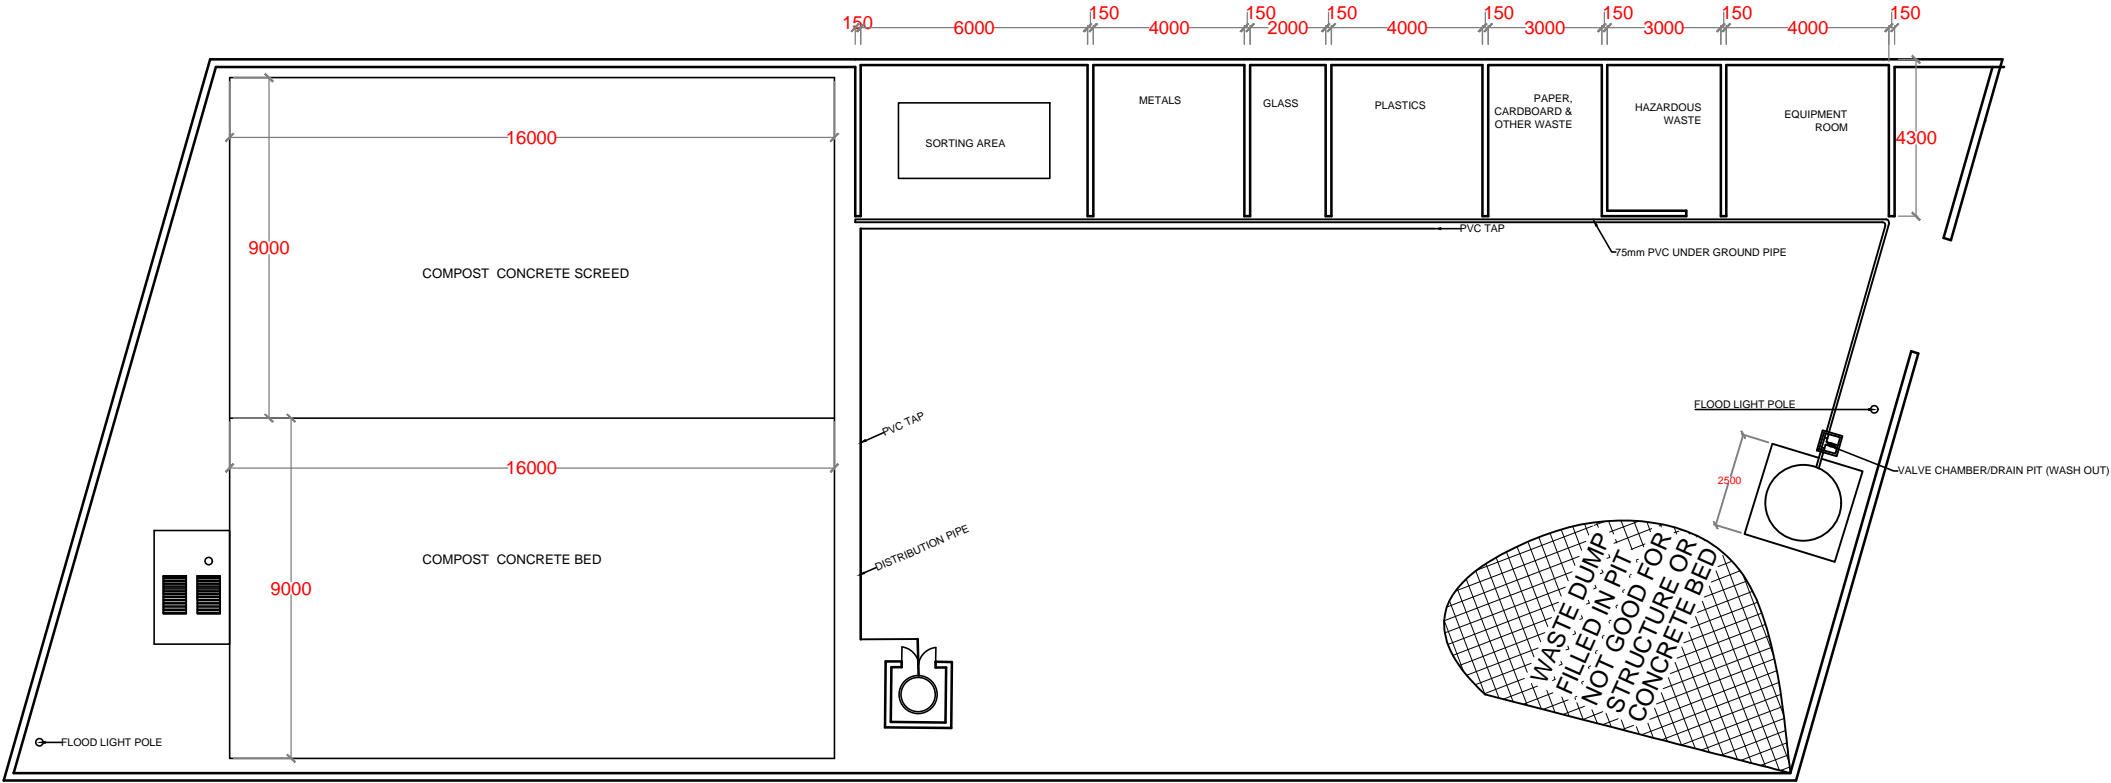 150
6000
150
4000
150
2000
150
4000
150
3000
150
3000
150
4000
150
METALS
GLASS
PLASTICS
PAPER,
CARDBOARD &
OTHER WASTE
HAZARDOUS
WASTE
EQUIPMENT
ROOM
4300
SORTING AREA
16000
9000
COMPOST CONCRETE SCREED
PVC TAP
75mm PVC UNDER GROUND PIPE
FLOOD LIGHT POLE
PVC TAP
16000
VALVE CHAMBER/DRAIN PIT (WASH OUT)
2500
DISTRIBUTION PIPE
COMPOST CONCRETE BED
9000
WASTE DUMP
FILLED IN PIT
NOT GOOD FOR
STRUCTURE OR
CONCRETE BED
FLOOD LIGHT POLE